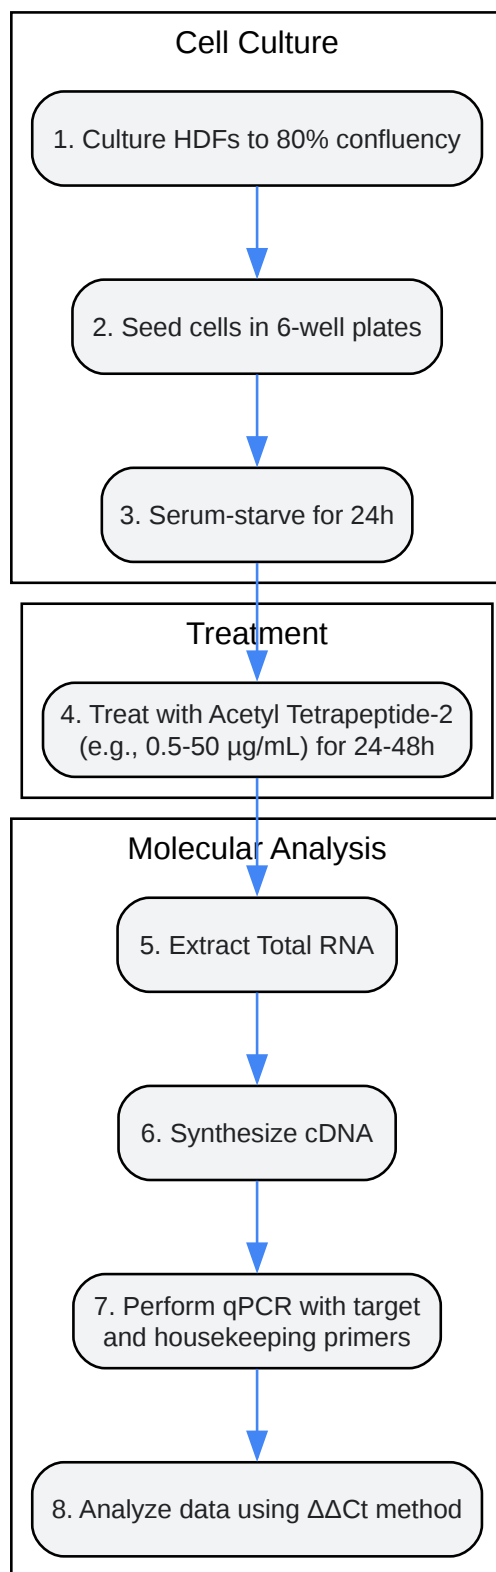 Cell Culture
1. Culture HDFs to 80% confluency
2. Seed cells in 6-well plates
3. Serum-starve for 24h
Treatment
4. Treat with Acetyl Tetrapeptide-2
(e.g., 0.5-50 µg/mL) for 24-48h
Molecular Analysis
5. Extract Total RNA
6. Synthesize cDNA
7. Perform qPCR with target
and housekeeping primers
8. Analyze data using ΔΔCt method